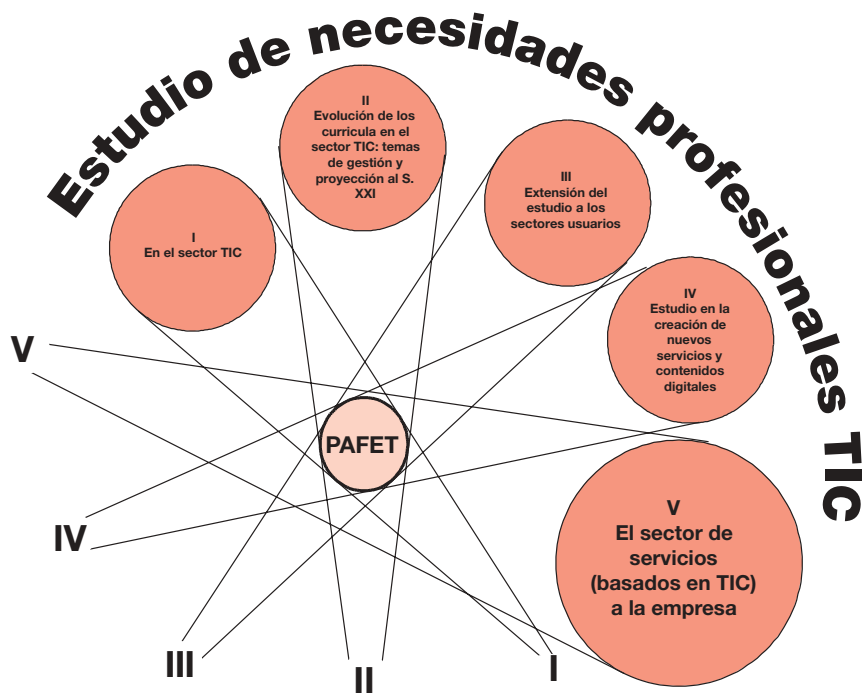 Estudio de necesidades profesionales TIC
I
En el sector TIC
II
Evolución de los
curricula en el
sector TIC: temas
de gestión y
proyección al S.
XXI
III
Extensión del
estudio a los
sectores usuarios
IV
Estudio en la
creación de
nuevos
servicios y
contenidos
digitales
V
El sector de
servicios
(basados en TIC)
a la empresa
PAFET
V
IV
III
II
I